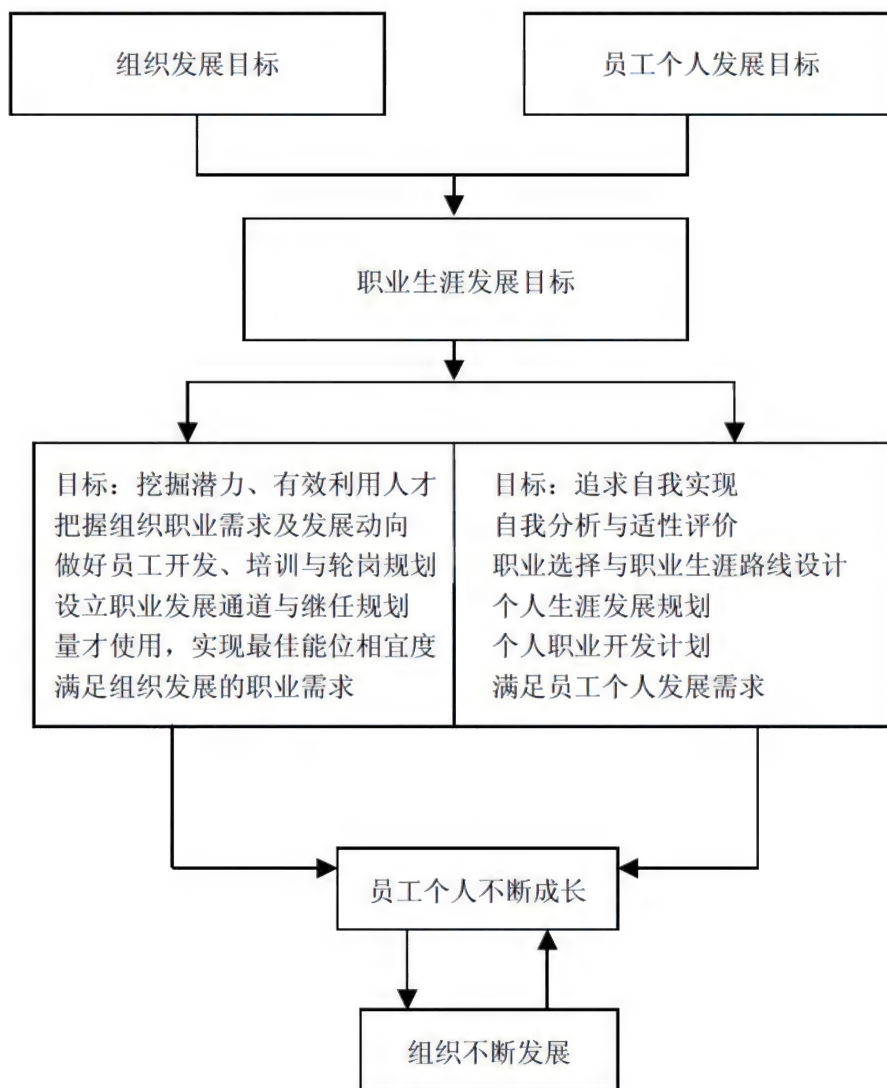 组织发展目标
员工个人发展目标
职业生涯发展目标
目标：挖掘潜力、有效利用人才
把握组织职业需求及发展动向
做好员工开发、培训与轮岗规划
设立职业发展通道与继任规划
量才使用，实现最佳能位相宜度
满足组织发展的职业需求
目标：追求自我实现
自我分析与适性评价
职业选择与职业生涯路线设计
个人生涯发展规划
个人职业开发计划
满足员工个人发展需求
员工个人不断成长
组织不断发展